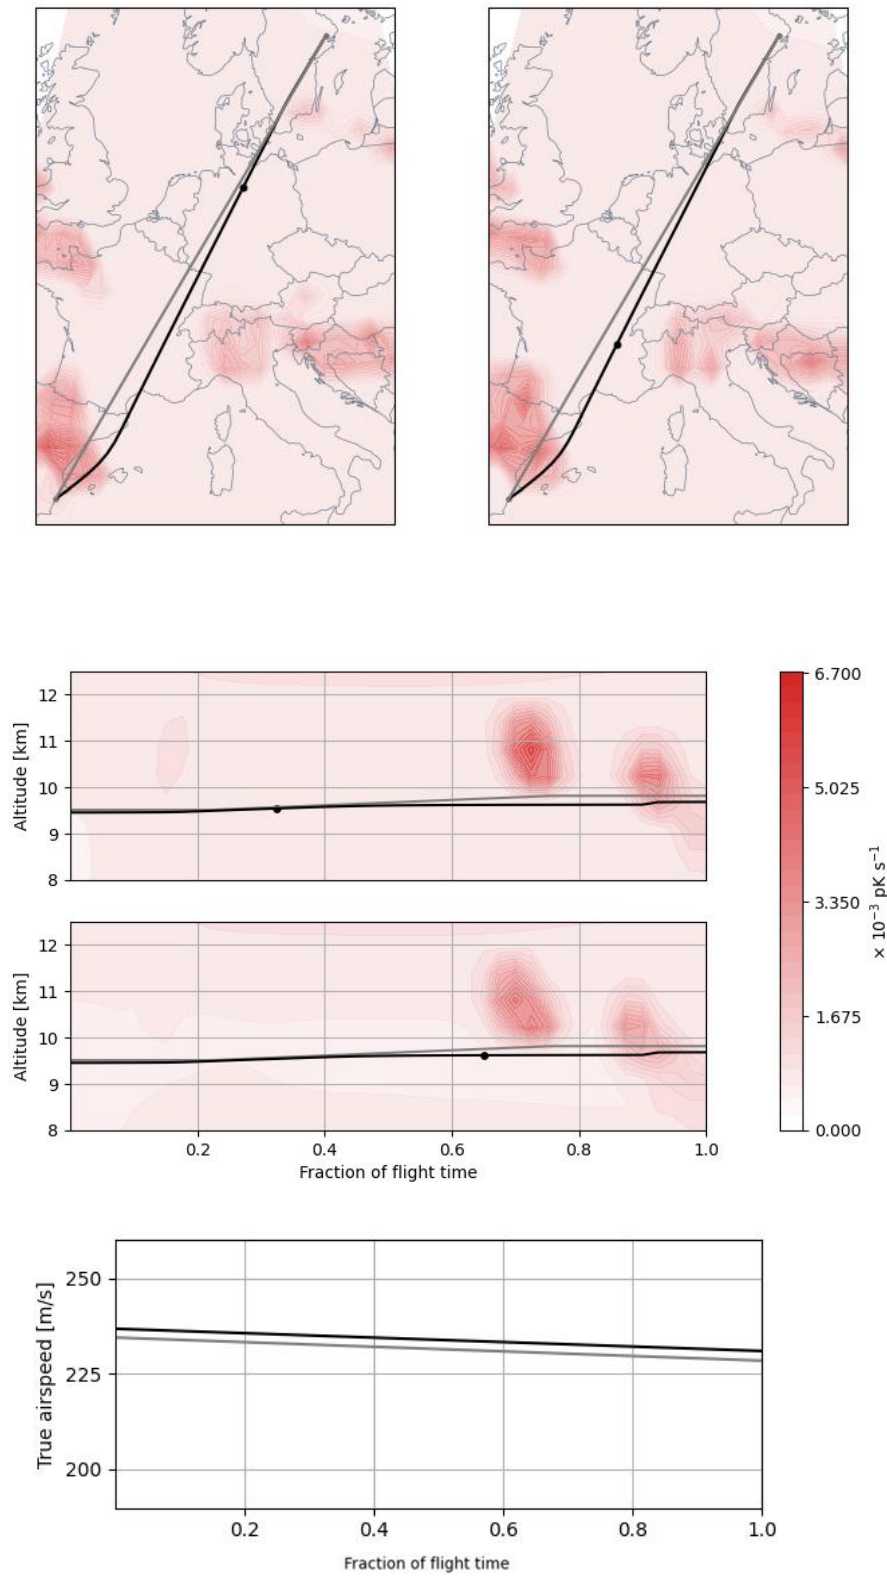 12
11
10
9
8
Altitude [km]
12
11
10
9
8
Altitude [km]
0.2 0.4 0.6 0.8 1.0
Fraction of flight time
6.700
5.025
3.350
1.675
0.000
× 10⁻³ pK s⁻¹
250
225
200
True airspeed [m/s]
0.2 0.4 0.6 0.8 1.0
Fraction of flight time